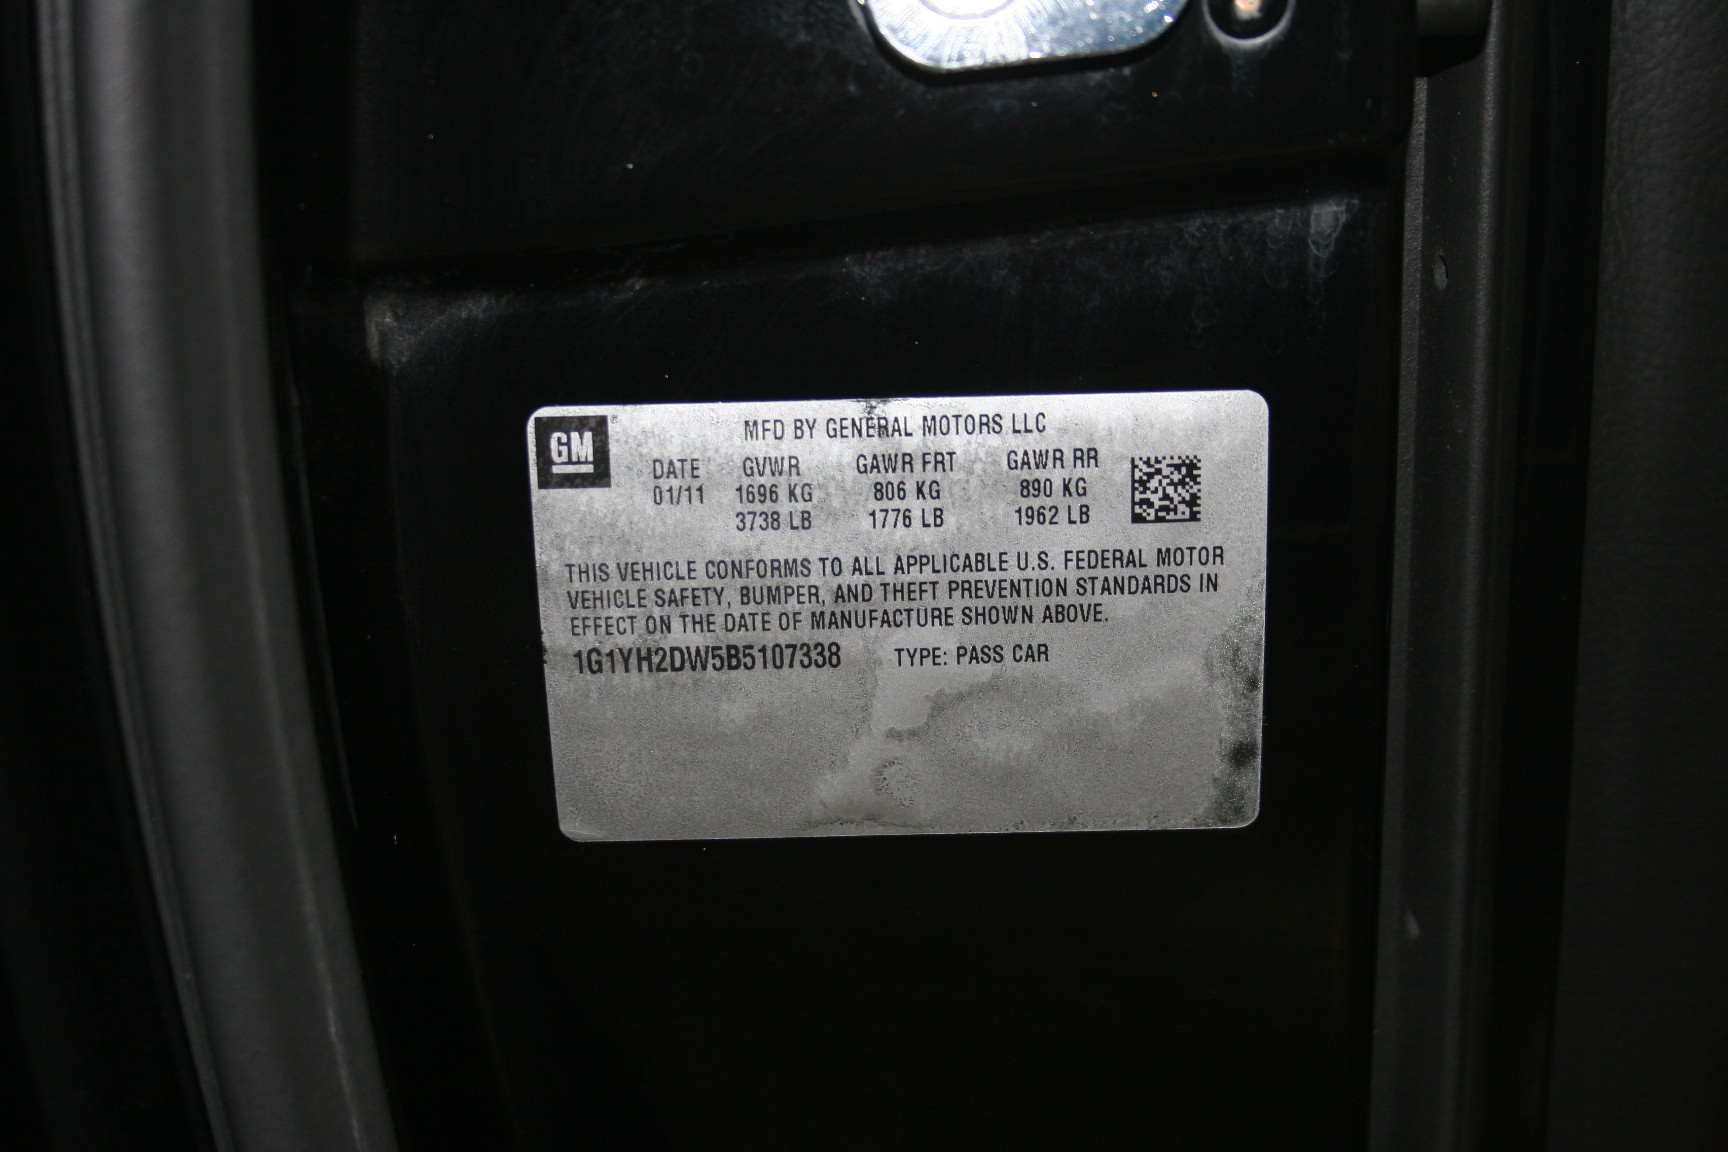 GM
MFD BY GENERAL MOTORS LLC
DATE GVWR GAWR FRT GAWR RR
01/11 1696 KG 806 KG 890 KG
3738 LB 1776 LB 1962 LB
THIS VEHICLE CONFORMS TO ALL APPLICABLE U.S. FEDERAL MOTOR
VEHICLE SAFETY, BUMPER, AND THEFT PREVENTION STANDARDS IN
EFFECT ON THE DATE OF MANUFACTURE SHOWN ABOVE.
1G1YH2DW5B5107338 TYPE: PASS CAR